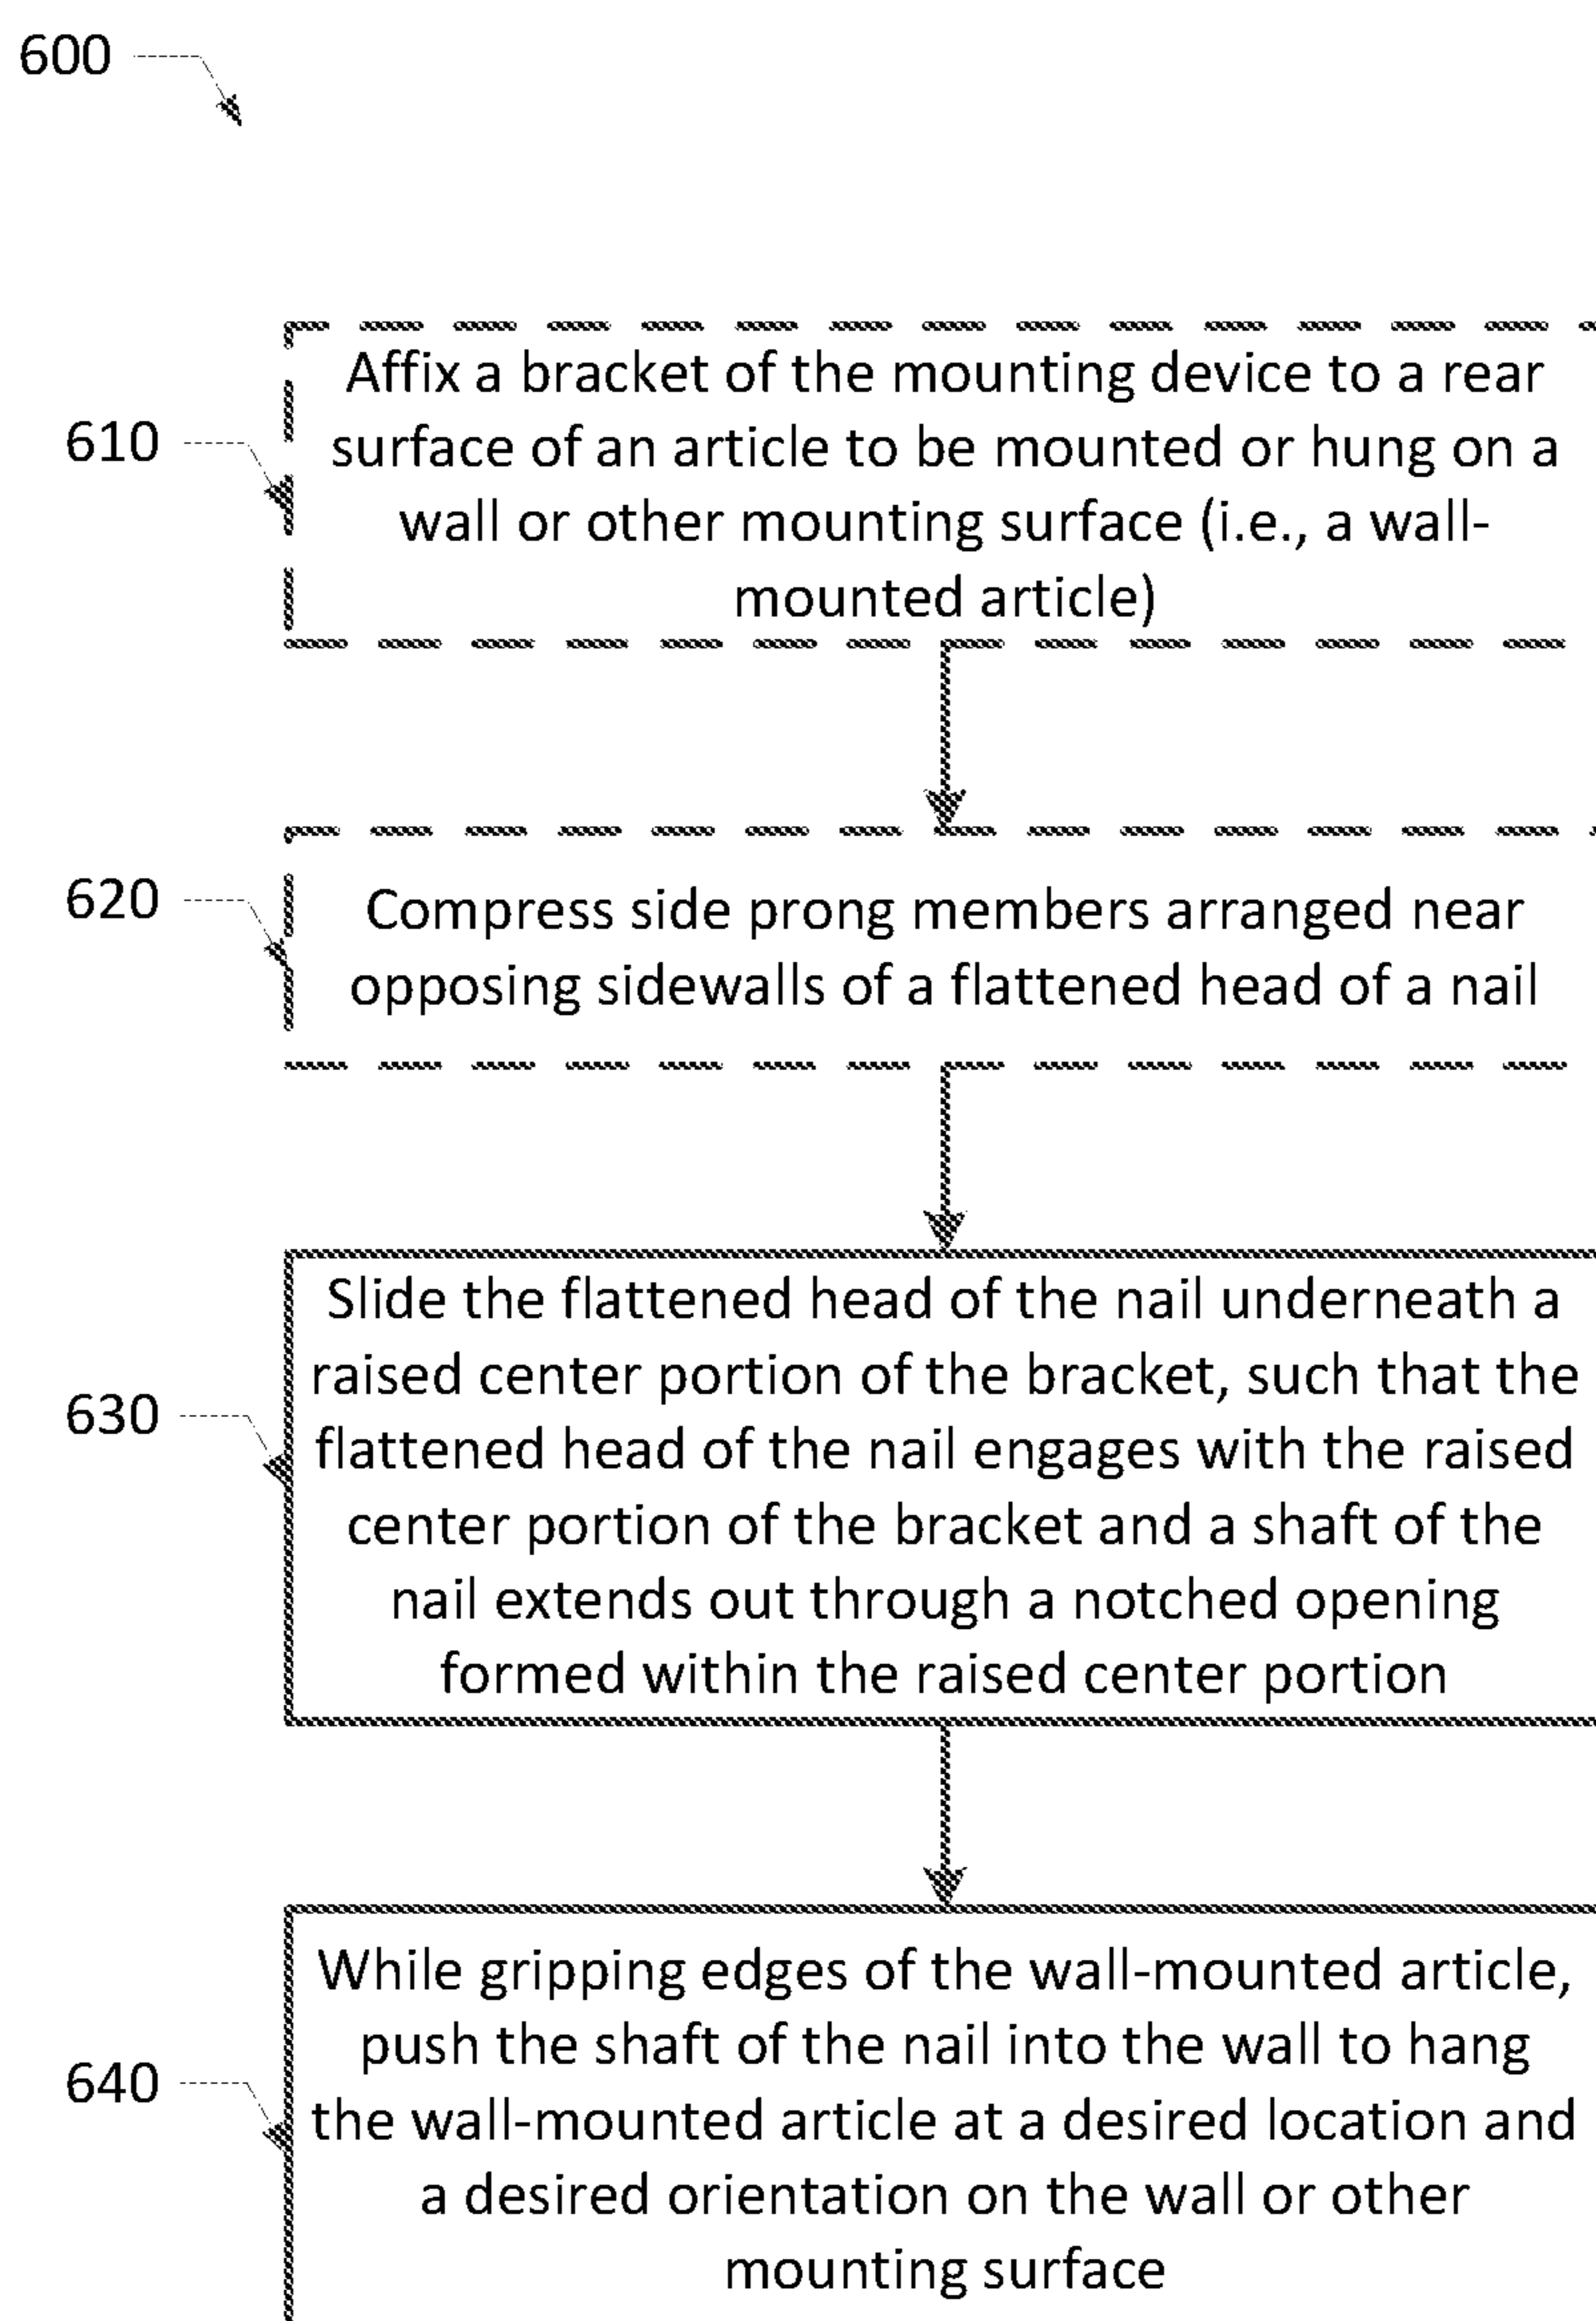 600
610
Affix a bracket of the mounting device to a rear
surface of an article to be mounted or hung on a
wall or other mounting surface (i.e., a wall-
mounted article)
620
Compress side prong members arranged near
opposing sidewalls of a flattened head of a nail
630
Slide the flattened head of the nail underneath a
raised center portion of the bracket, such that the
flattened head of the nail engages with the raised
center portion of the bracket and a shaft of the
nail extends out through a notched opening
formed within the raised center portion
640
While gripping edges of the wall-mounted article,
push the shaft of the nail into the wall to hang
the wall-mounted article at a desired location and
a desired orientation on the wall or other
mounting surface